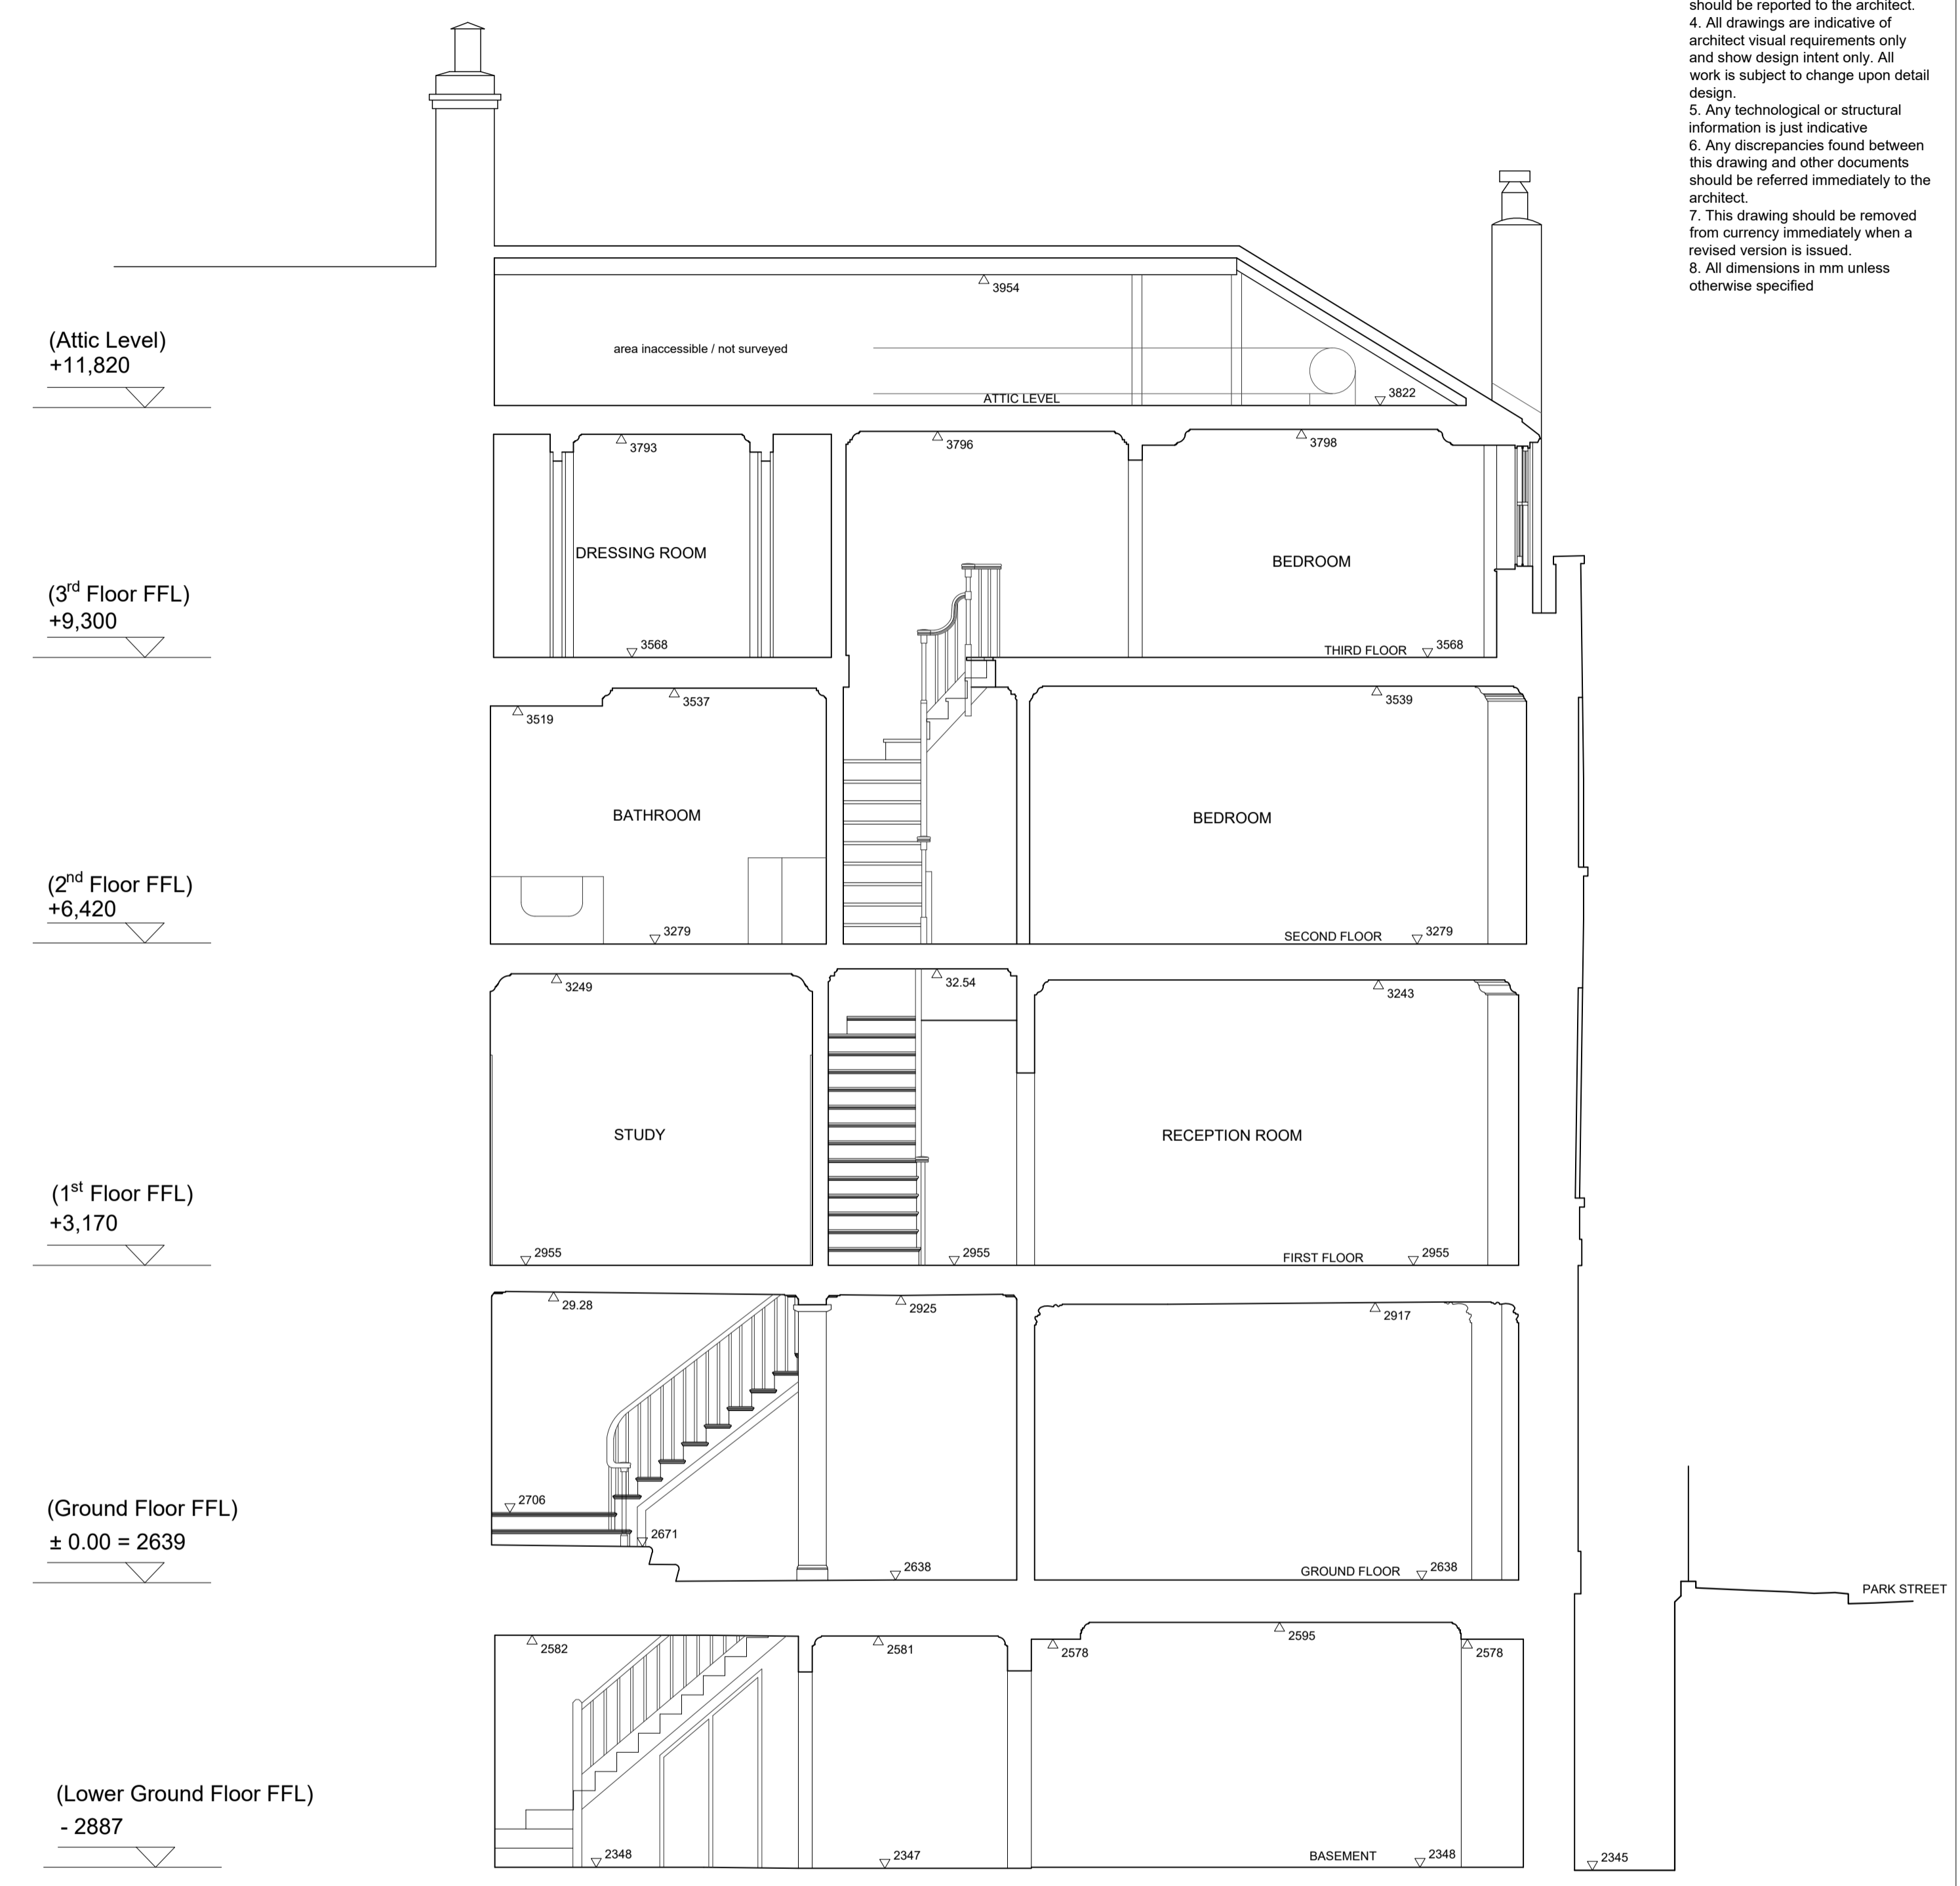 should be reported to the architect.
4. All drawings are indicative of
architect visual requirements only
and show design intent only. All
work is subject to change upon detail
design.
5. Any technological or structural
information is just indicative
6. Any discrepancies found between
this drawing and other documents
should be referred immediately to the
architect.
7. This drawing should be removed
from currency immediately when a
revised version is issued.
8. All dimensions in mm unless
otherwise specified
3954
(Attic Level)
+11,820
area inaccessible / not surveyed
ATTIC LEVEL
3822
3793
3796
3798
DRESSING ROOM
BEDROOM
(3rd Floor FFL)
+9,300
3568
THIRD FLOOR
3568
3519
3537
3539
BATHROOM
BEDROOM
(2nd Floor FFL)
+6,420
3279
SECOND FLOOR
3279
3249
32.54
3243
STUDY
RECEPTION ROOM
(1st Floor FFL)
+3,170
2955
2955
FIRST FLOOR
2955
29.28
2925
2917
(Ground Floor FFL)
± 0.00 = 2639
2706
2671
2638
GROUND FLOOR
2638
PARK STREET
2582
2581
2578
2595
2578
(Lower Ground Floor FFL)
- 2887
2348
2347
BASEMENT
2348
2345